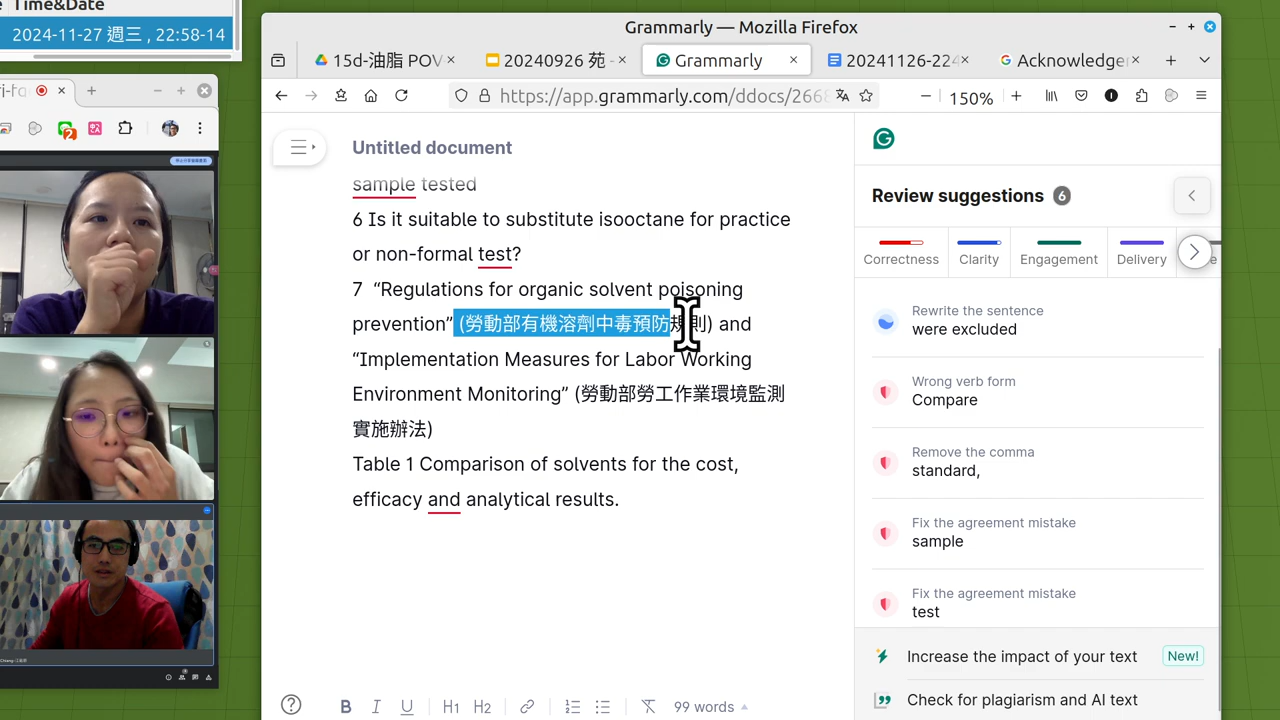 Time&Date
2024-11-27 週三 , 22:58-14
Grammarly — Mozilla Firefox
15d-油脂 POV
20240926 苑 -
Grammarly
20241126-224
Acknowledge
https://app.grammarly.com/ddocs/2668
150%
Untitled document
sample tested
6 Is it suitable to substitute isooctane for practice
or non-formal test?
7 “Regulations for organic solvent poisoning
prevention” (勞動部有機溶劑中毒預防規則) and
“Implementation Measures for Labor Working
Environment Monitoring” (勞動部勞工作業環境監測
實施辦法)
Table 1 Comparison of solvents for the cost,
efficacy and analytical results.
B I U H1 H2
99 words
Review suggestions 6
Correctness
Clarity
Engagement
Delivery
Rewrite the sentence
were excluded
Wrong verb form
Compare
Remove the comma
standard,
Fix the agreement mistake
sample
Fix the agreement mistake
test
Increase the impact of your text
New!
Check for plagiarism and AI text